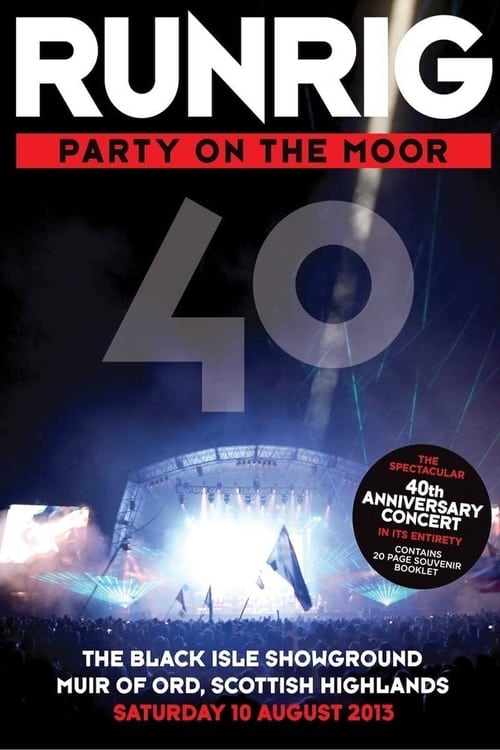 RUNRIG
PARTY ON THE MOOR
40
THE
SPECTACULAR
40th
ANNIVERSARY
CONCERT
IN ITS ENTIRETY
CONTAINS
20 PAGE SOUVENIR
BOOKLET
THE BLACK ISLE SHOWGROUND
MUIR OF ORD, SCOTTISH HIGHLANDS
SATURDAY 10 AUGUST 2013